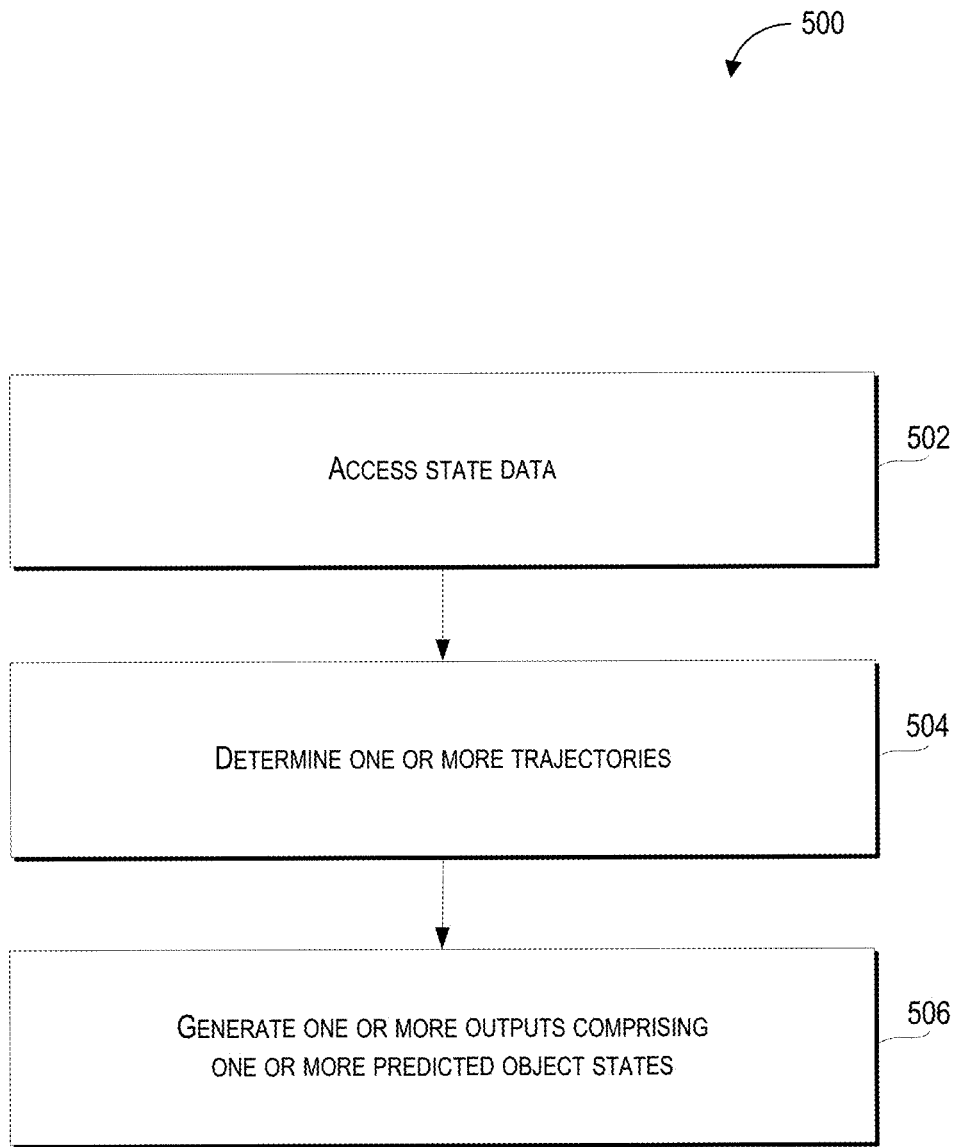 500
ACCESS STATE DATA
502
DETERMINE ONE OR MORE TRAJECTORIES
504
GENERATE ONE OR MORE OUTPUTS COMPRISING
ONE OR MORE PREDICTED OBJECT STATES
506